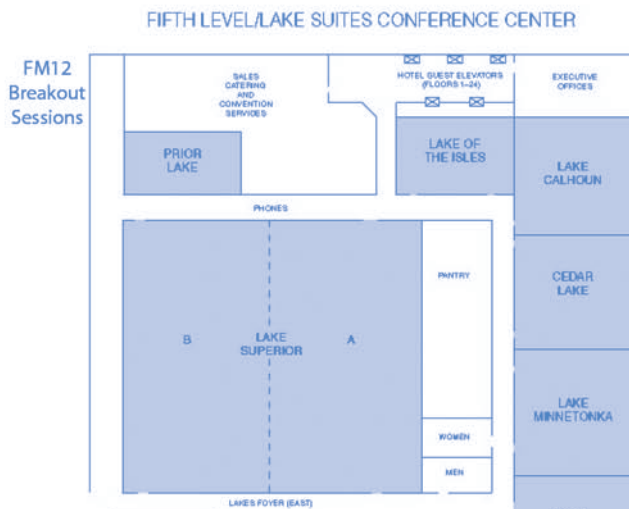 FIFTH LEVEL/LAKE SUITES CONFERENCE CENTER
FM12
Breakout
Sessions
SALES
CATERING
AND
CONVENTION
SERVICES
HOTEL GUEST ELEVATORS
(FLOORS 1-24)
EXECUTIVE
OFFICES
PRIOR
LAKE
LAKE OF
THE ISLES
LAKE
CALHOUN
PHONES
PANTRY
CEDAR
LAKE
B
LAKE
SUPERIOR
A
LAKE
MINNETONKA
WOMEN
MEN
LAKES FOYER (EAST)